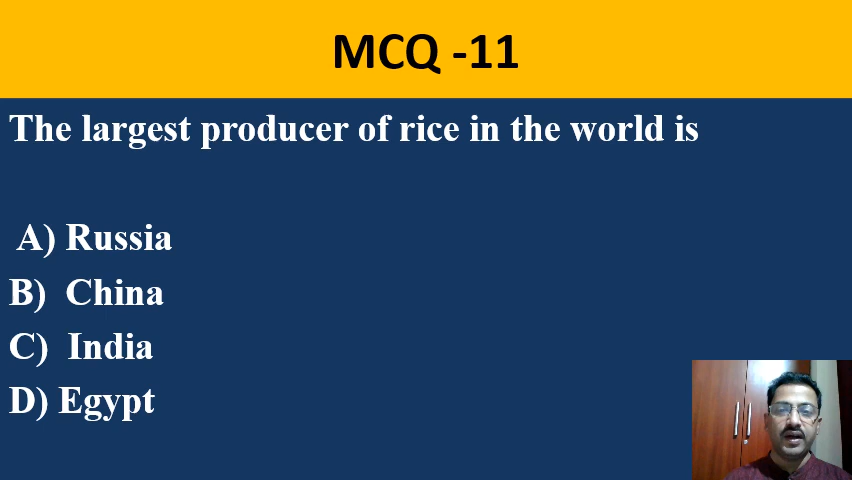 MCQ -11
The largest producer of rice in the world is
A) Russia
B) China
C) India
D) Egypt